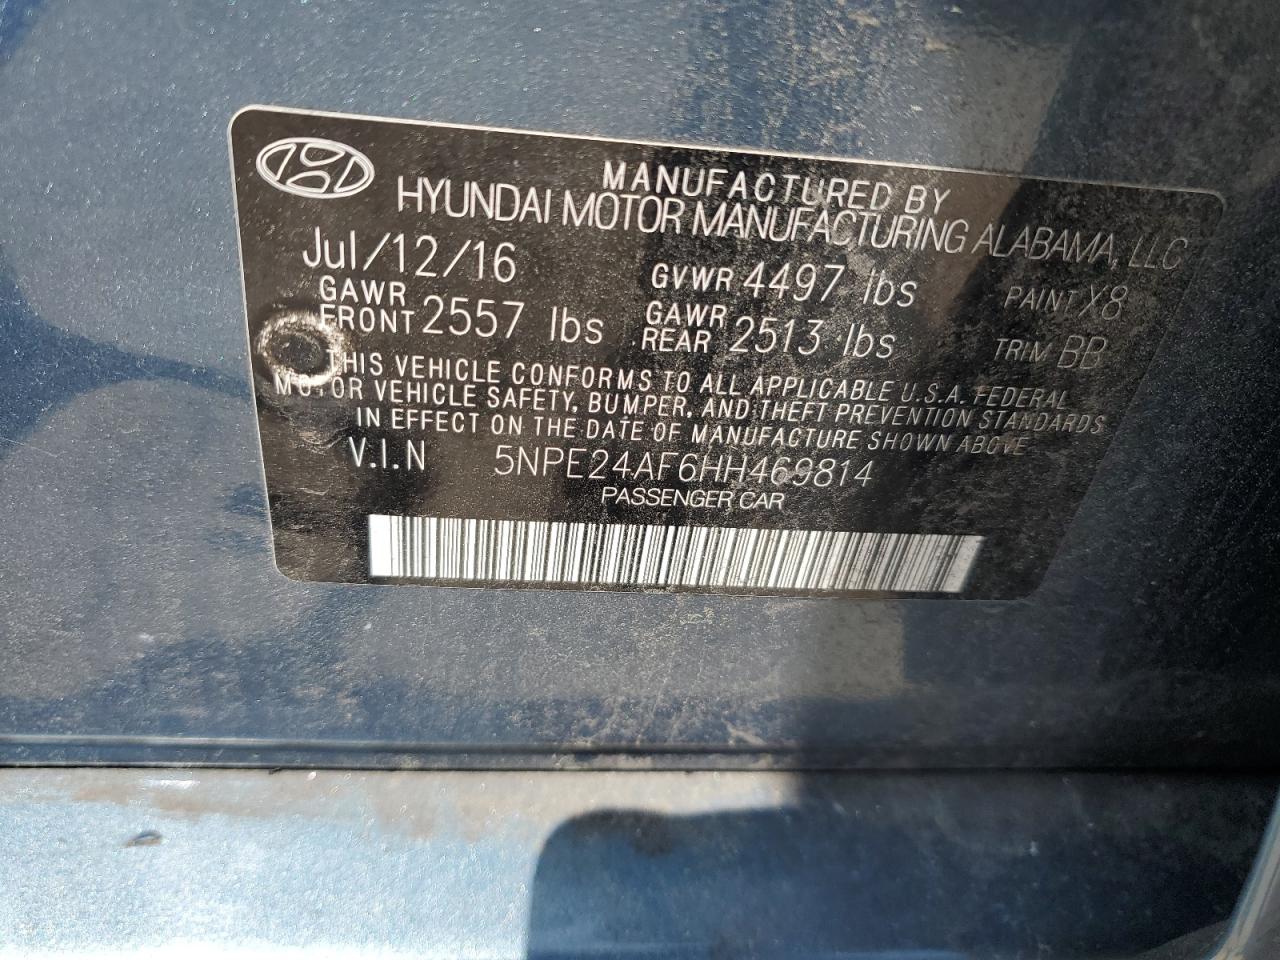 MANUFACTURED BY
HYUNDAI MOTOR MANUFACTURING ALABAMA, LLC
Jul/12/16 GVWR 4497 lbs PAINT X8
GAWR FRONT 2557 lbs GAWR REAR 2513 lbs TRIM BB
THIS VEHICLE CONFORMS TO ALL APPLICABLE U.S.A. FEDERAL
MOTOR VEHICLE SAFETY, BUMPER, AND THEFT PREVENTION STANDARDS
IN EFFECT ON THE DATE OF MANUFACTURE SHOWN ABOVE
V.I.N 5NPE24AF6HH469814
PASSENGER CAR